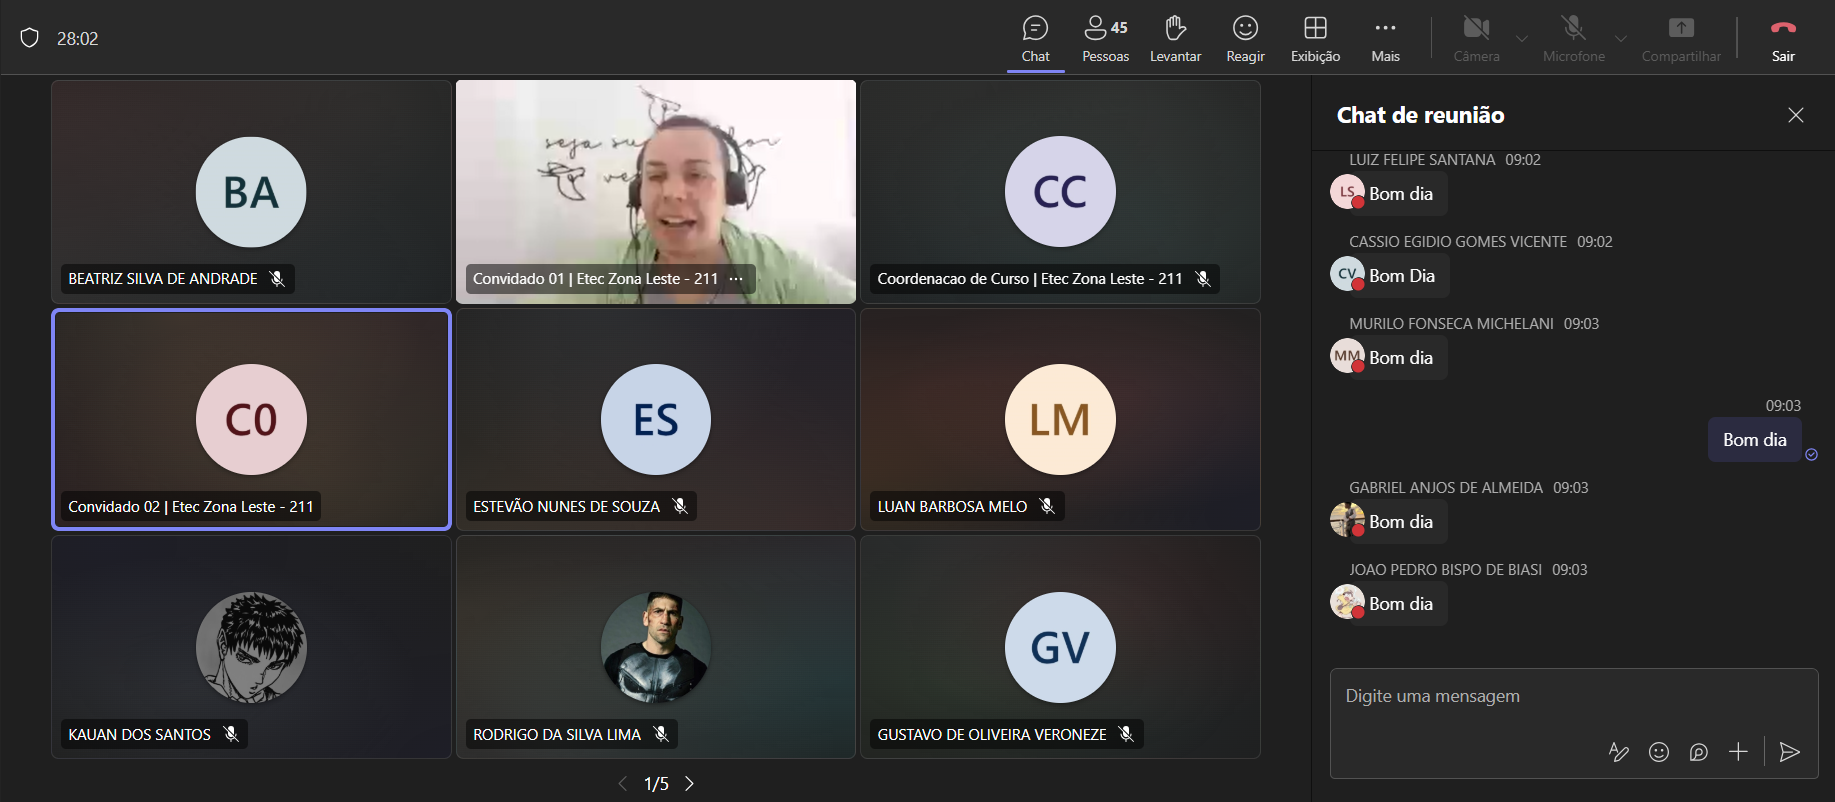 28:02
Chat
45
Pessoas
Levantar
Reagir
Exibição
Mais
Câmera
Microfone
Compartilhar
Sair
BA
BEATRIZ SILVA DE ANDRADE
seja
Convidado 01 | Etec Zona Leste - 211 ...
CC
Coordenacao de Curso | Etec Zona Leste - 211
C0
Convidado 02 | Etec Zona Leste - 211
ES
ESTEVÃO NUNES DE SOUZA
LM
LUAN BARBOSA MELO
KAUAN DOS SANTOS
RODRIGO DA SILVA LIMA
GV
GUSTAVO DE OLIVEIRA VERONEZE
1/5
Chat de reunião
LUIZ FELIPE SANTANA 09:02
LS
Bom dia
CASSIO EGIDIO GOMES VICENTE 09:02
CV
Bom Dia
MURILO FONSECA MICHELANI 09:03
MM
Bom dia
09:03
Bom dia
GABRIEL ANJOS DE ALMEIDA 09:03
Bom dia
JOAO PEDRO BISPO DE BIASI 09:03
Bom dia
Digite uma mensagem